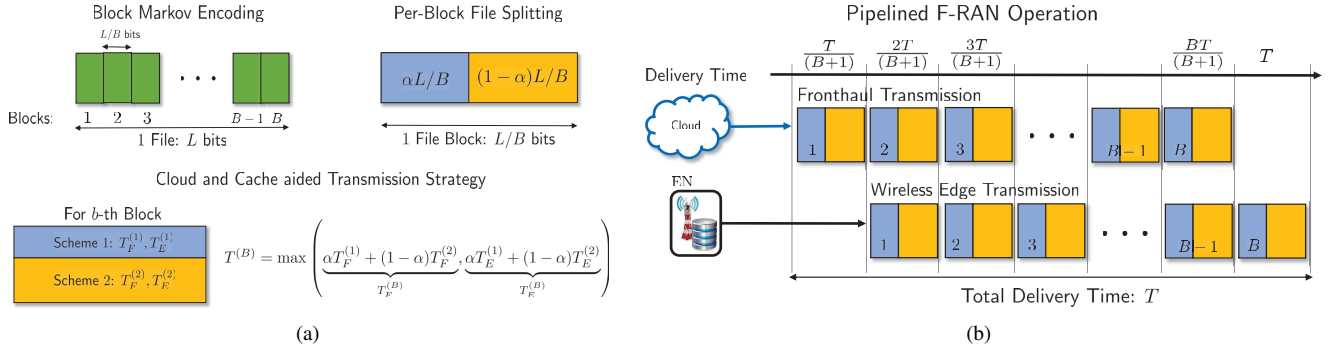 Block Markov Encoding
L/B bits
· · ·
Blocks: 1 2 3 B − 1 B
1 File: L bits
Per-Block File Splitting
αL/B (1 − α)L/B
1 File Block: L/B bits
Cloud and Cache aided Transmission Strategy
For b-th Block
Scheme 1: T_F^{(1)}, T_E^{(1)}
Scheme 2: T_F^{(2)}, T_E^{(2)}
T^{(B)} = max ( αT_F^{(1)} + (1 − α)T_F^{(2)}, αT_E^{(1)} + (1 − α)T_E^{(2)} )
T_F^{(B)} T_E^{(B)}
(a)
Pipelined F-RAN Operation
T/(B+1) 2T/(B+1) 3T/(B+1) BT/(B+1) T
Delivery Time
Fronthaul Transmission
Cloud
1 2 3 · · · B − 1 B
EN
Wireless Edge Transmission
1 2 3 · · · B − 1 B
Total Delivery Time: T
(b)